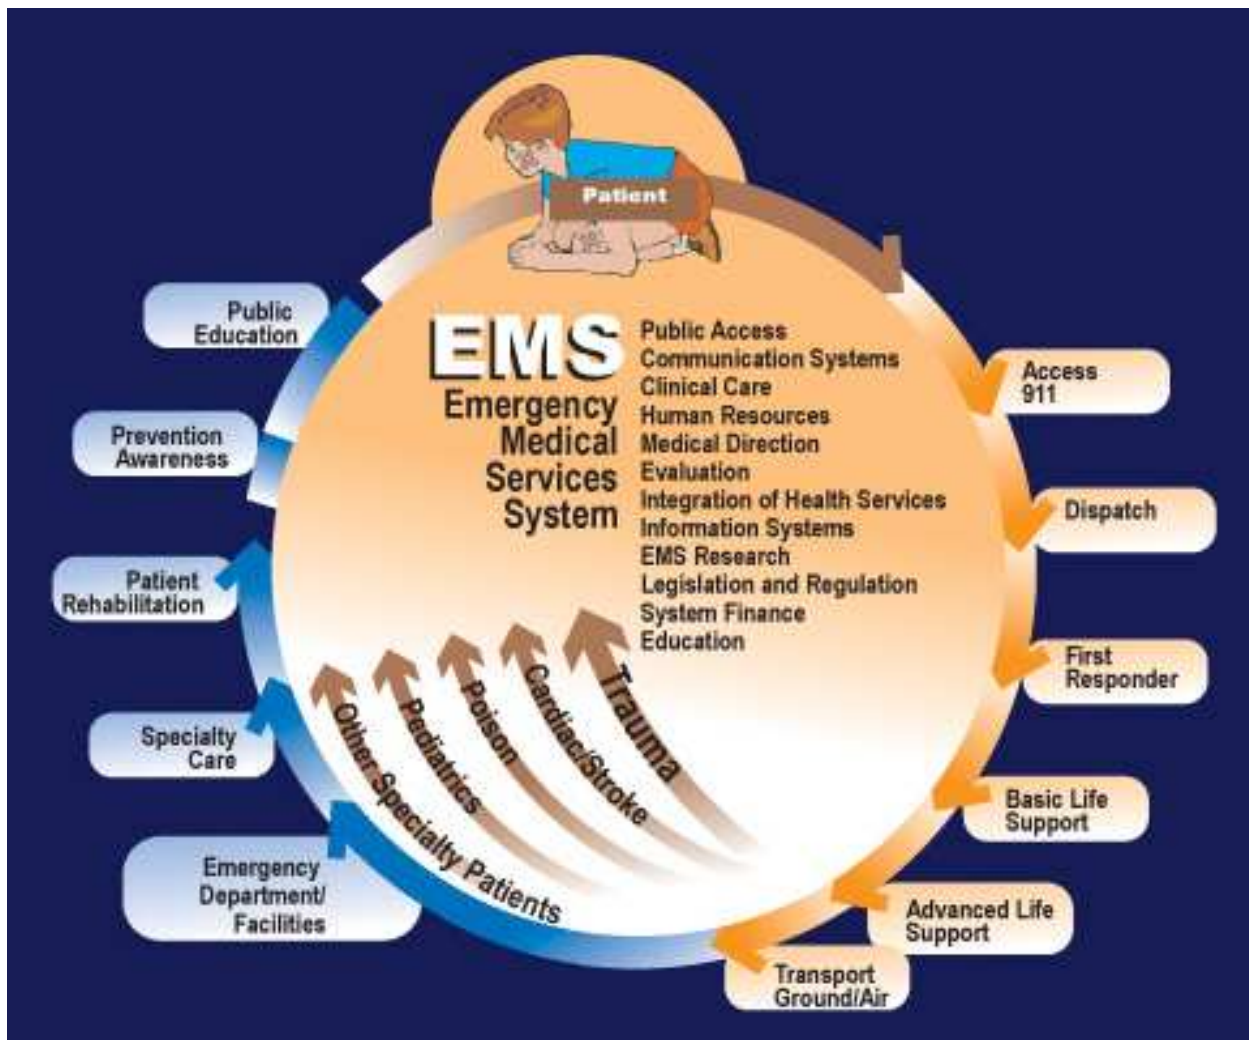 Patient
EMS
Emergency
Medical
Services
System
Public Access
Communication Systems
Clinical Care
Human Resources
Medical Direction
Evaluation
Integration of Health Services
Information Systems
EMS Research
Legislation and Regulation
System Finance
Education
Access
911
Dispatch
First
Responder
Basic Life
Support
Advanced Life
Support
Transport
Ground/Air
Emergency
Department/
Facilities
Specialty
Care
Patient
Rehabilitation
Prevention
Awareness
Public
Education
Other Specialty Patients
Pediatrics
Poison
Cardiac/Stroke
Trauma